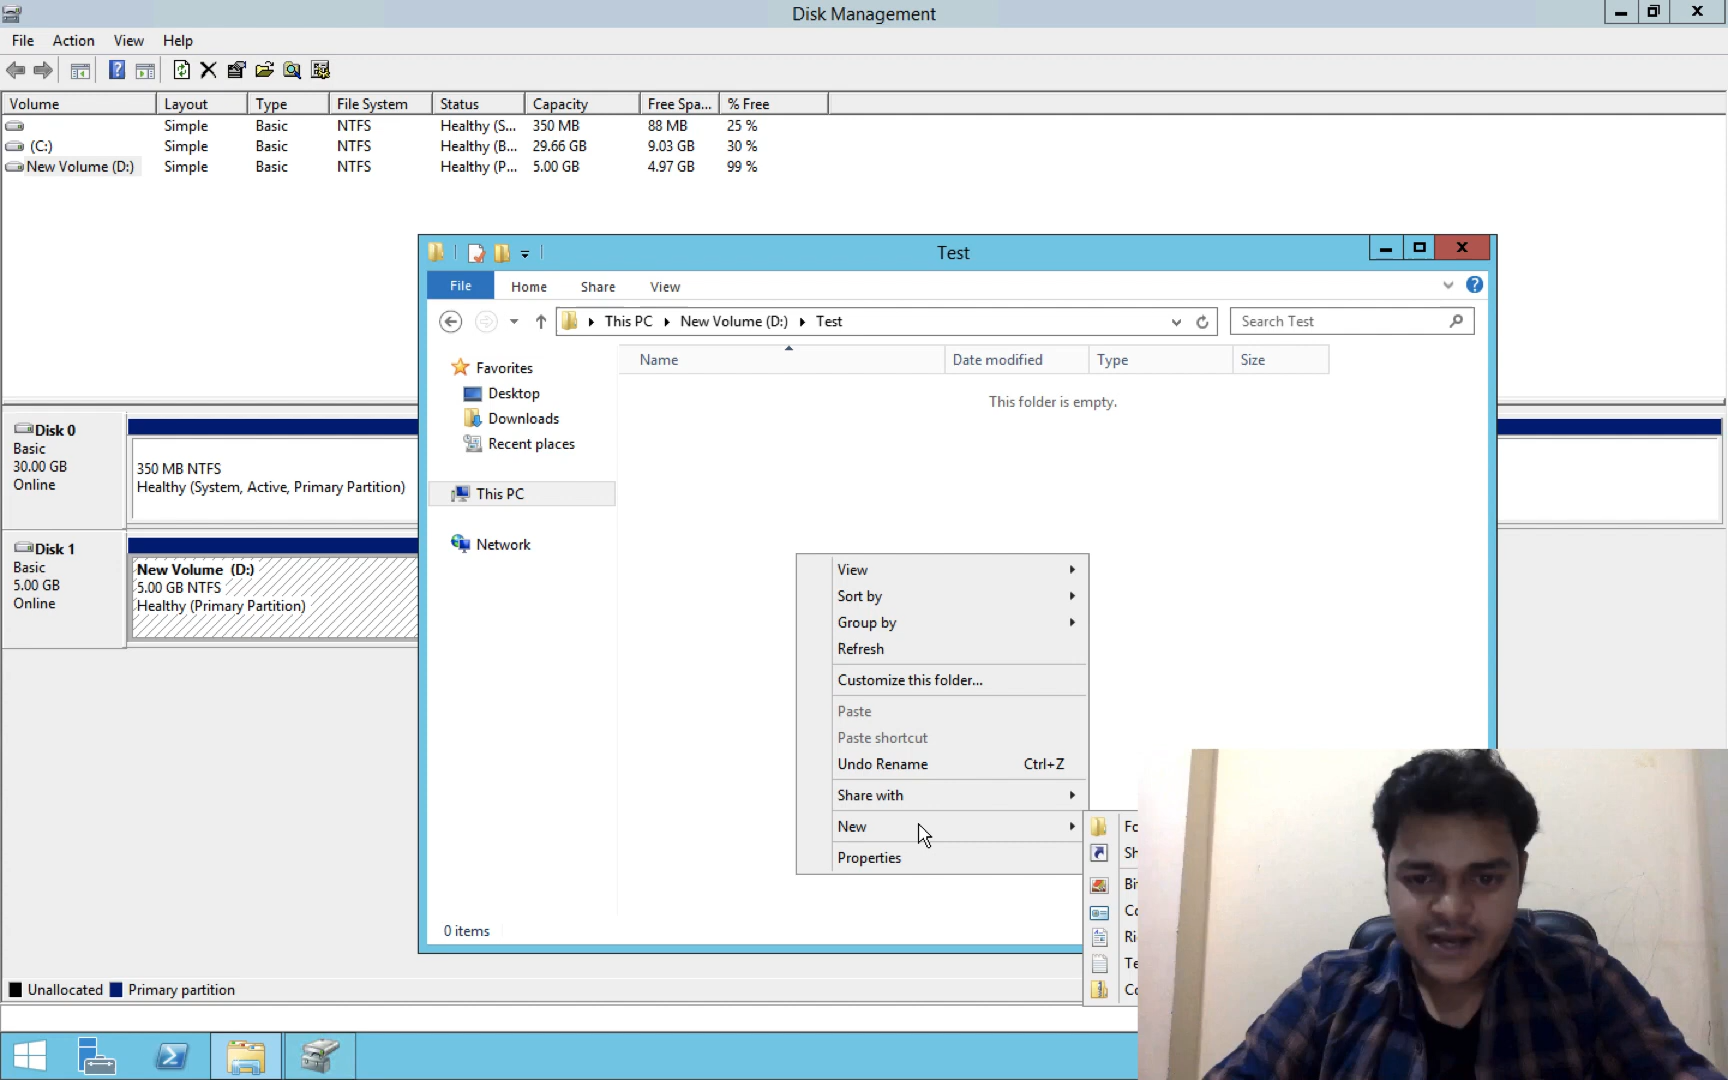 Disk Management
File Action View Help
Volume Layout Type File System Status Capacity Free Spa... % Free
Simple Basic NTFS Healthy (S... 350 MB 88 MB 25 %
(C:) Simple Basic NTFS Healthy (B... 29.66 GB 9.03 GB 30 %
New Volume (D:) Simple Basic NTFS Healthy (P... 5.00 GB 4.97 GB 99 %
Test
File Home Share View
This PC New Volume (D:) Test Search Test
Name Date modified Type Size
This folder is empty.
Favorites
Desktop
Downloads
Recent places
This PC
Network
View
Sort by
Group by
Refresh
Customize this folder...
Paste
Paste shortcut
Undo Rename Ctrl+Z
Share with
New
Properties
Fo
Sh
Bi
Co
Ri
Te
Co
0 items
Disk 0
Basic
30.00 GB
Online
350 MB NTFS
Healthy (System, Active, Primary Partition)
Disk 1
Basic
5.00 GB
Online
New Volume (D:)
5.00 GB NTFS
Healthy (Primary Partition)
Unallocated Primary partition